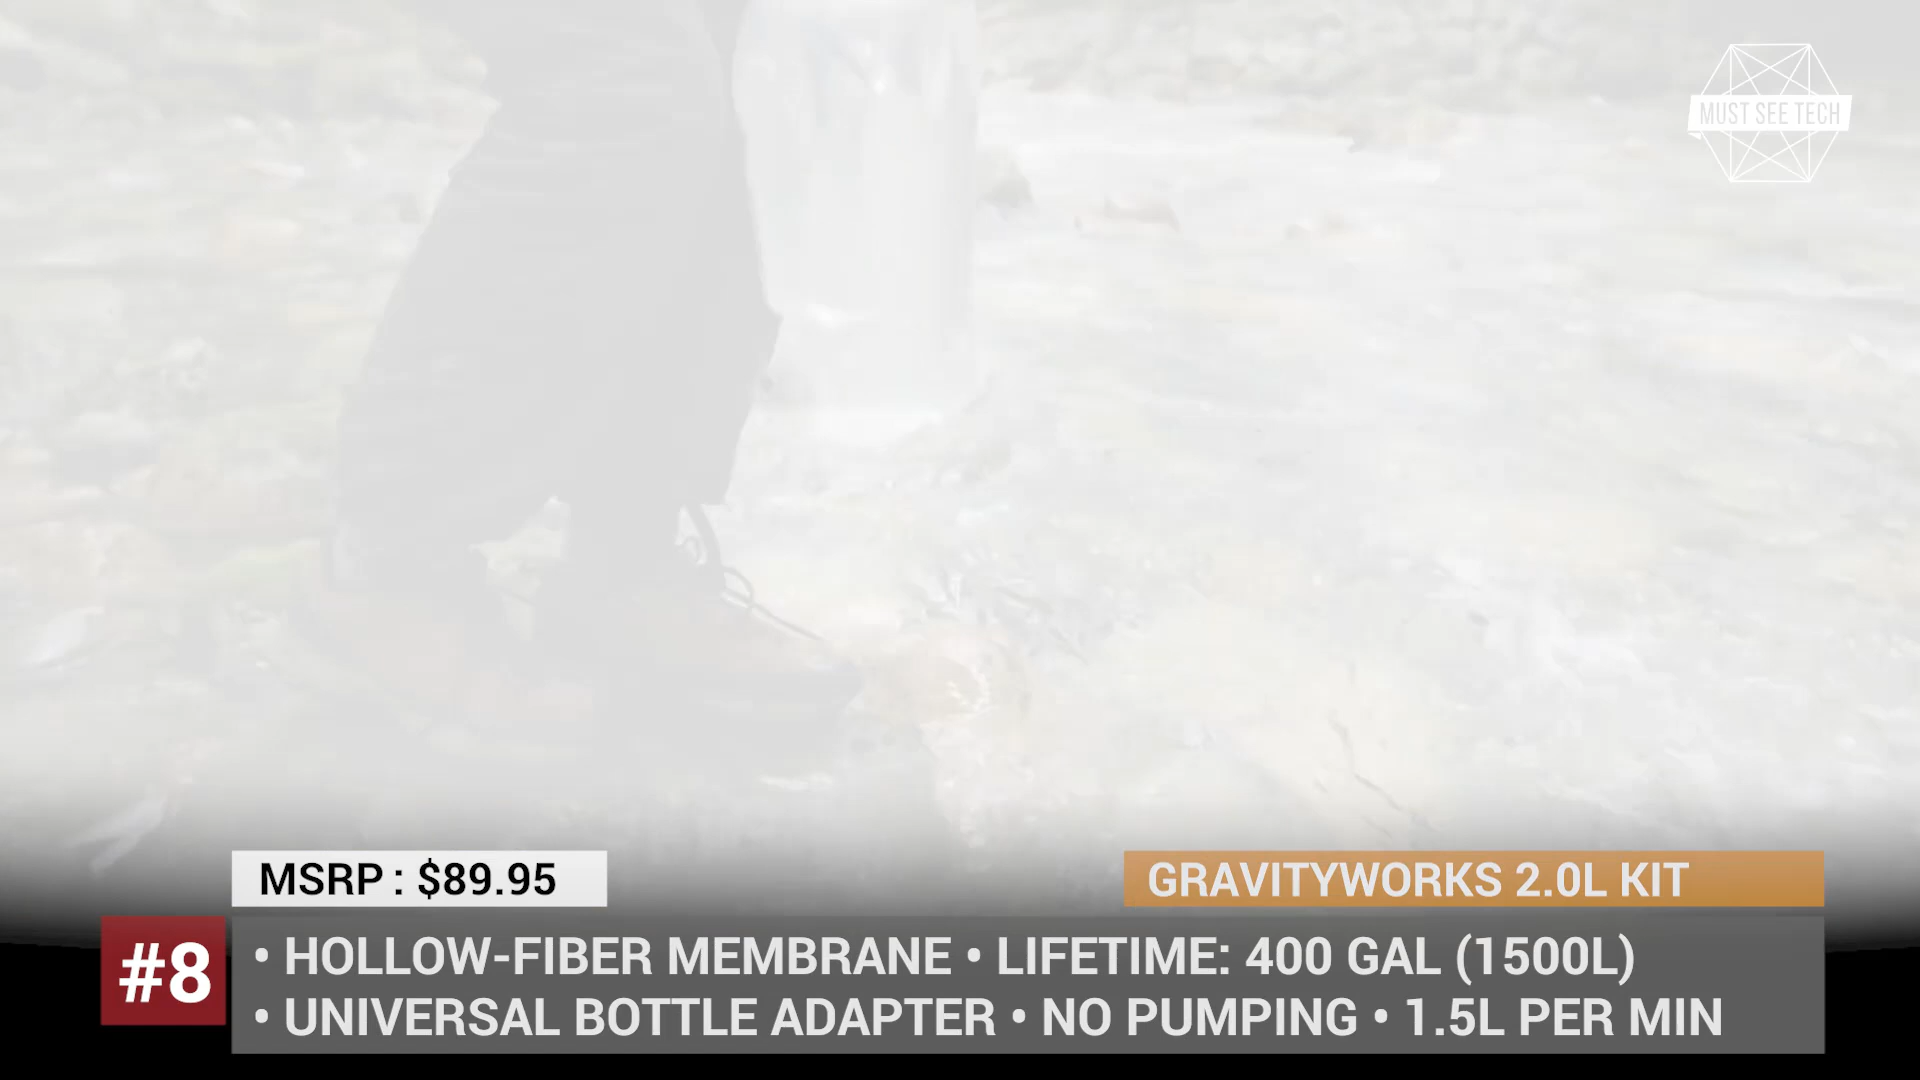 MUST SEE TECH
MSRP : $89.95
GRAVITYWORKS 2.0L KIT
#8
• HOLLOW-FIBER MEMBRANE • LIFETIME: 400 GAL (1500L)
• UNIVERSAL BOTTLE ADAPTER • NO PUMPING • 1.5L PER MIN